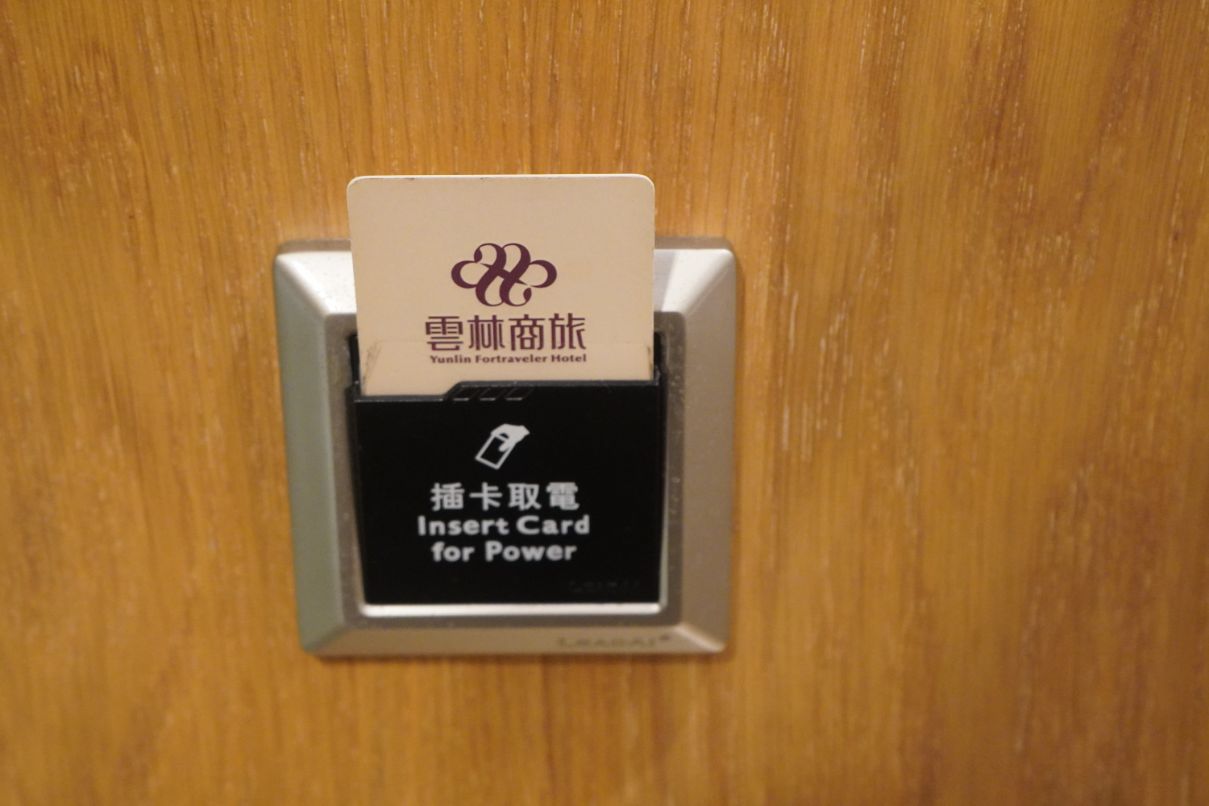 雲林商旅
Yunlin Fortraveler Hotel
插卡取電
Insert Card
for Power